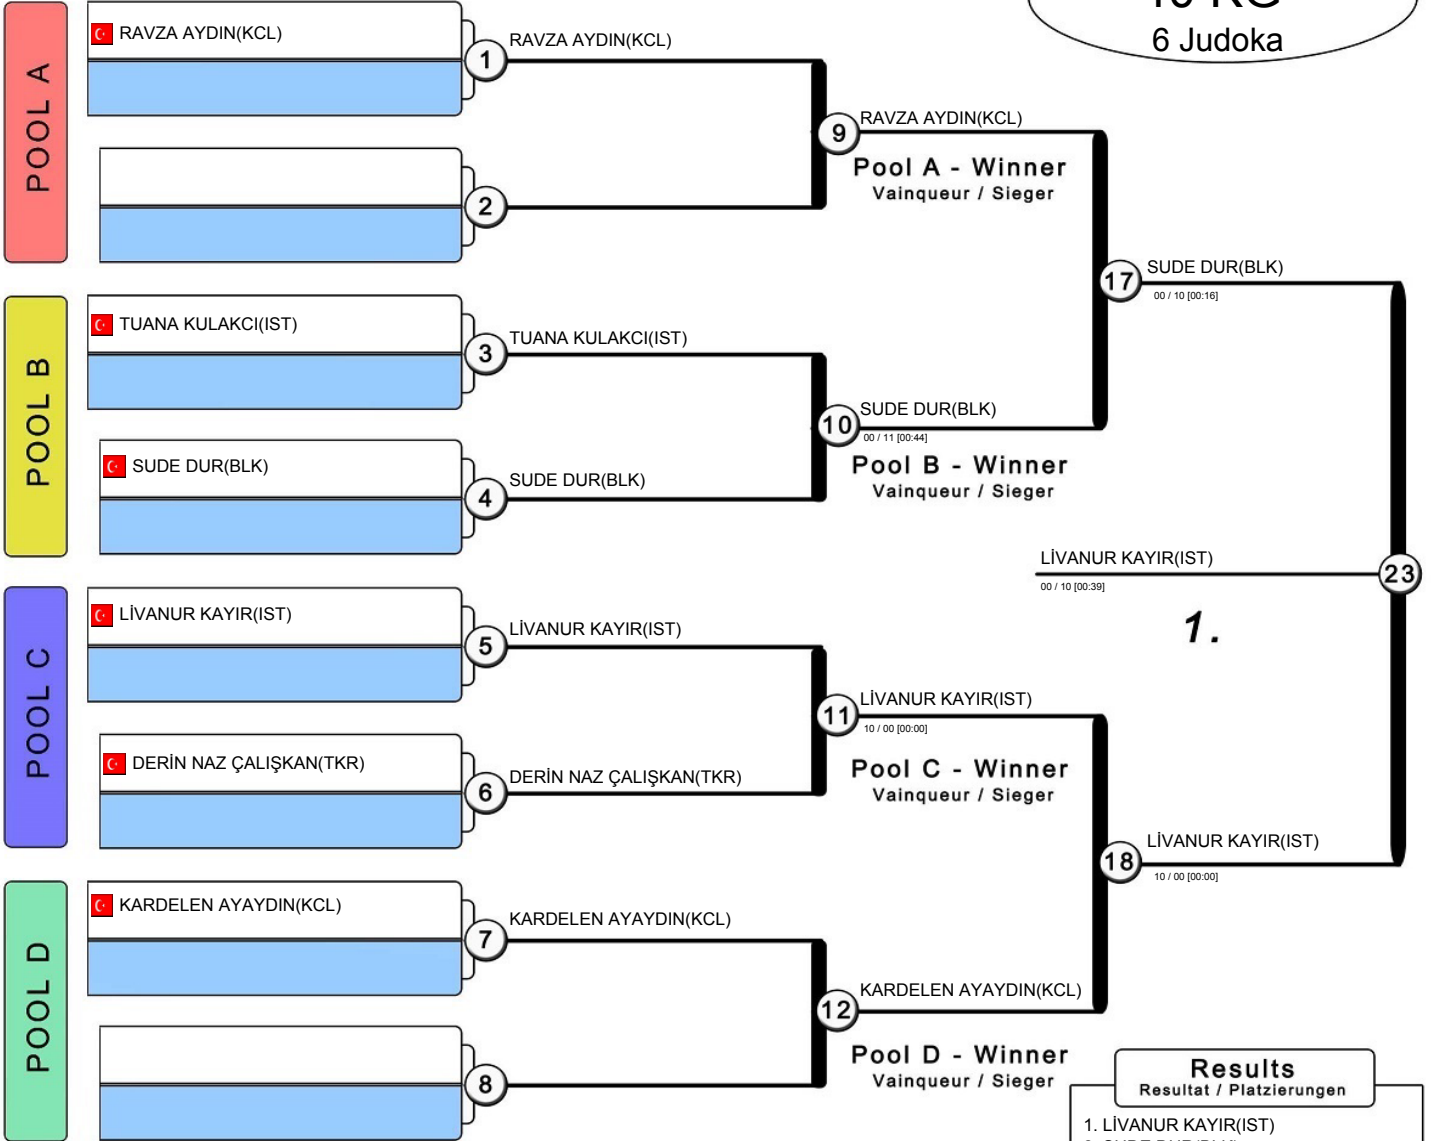 6 Judoka
POOL A
RAVZA AYDIN(KCL)
1
RAVZA AYDIN(KCL)
2
9
RAVZA AYDIN(KCL)
Pool A - Winner
Vainqueur / Sieger
POOL B
TUANA KULAKCI(IST)
3
TUANA KULAKCI(IST)
SUDE DUR(BLK)
4
SUDE DUR(BLK)
10
SUDE DUR(BLK)
00 / 11 [00:44]
Pool B - Winner
Vainqueur / Sieger
17
SUDE DUR(BLK)
00 / 10 [00:16]
LİVANUR KAYIR(IST)
00 / 10 [00:39]
23
1.
POOL C
LİVANUR KAYIR(IST)
5
LİVANUR KAYIR(IST)
DERİN NAZ ÇALIŞKAN(TKR)
6
DERİN NAZ ÇALIŞKAN(TKR)
11
LİVANUR KAYIR(IST)
10 / 00 [00:00]
Pool C - Winner
Vainqueur / Sieger
18
LİVANUR KAYIR(IST)
10 / 00 [00:00]
POOL D
KARDELEN AYAYDIN(KCL)
7
KARDELEN AYAYDIN(KCL)
8
12
KARDELEN AYAYDIN(KCL)
Pool D - Winner
Vainqueur / Sieger
Results
Resultat / Platzierungen
1. LİVANUR KAYIR(IST)